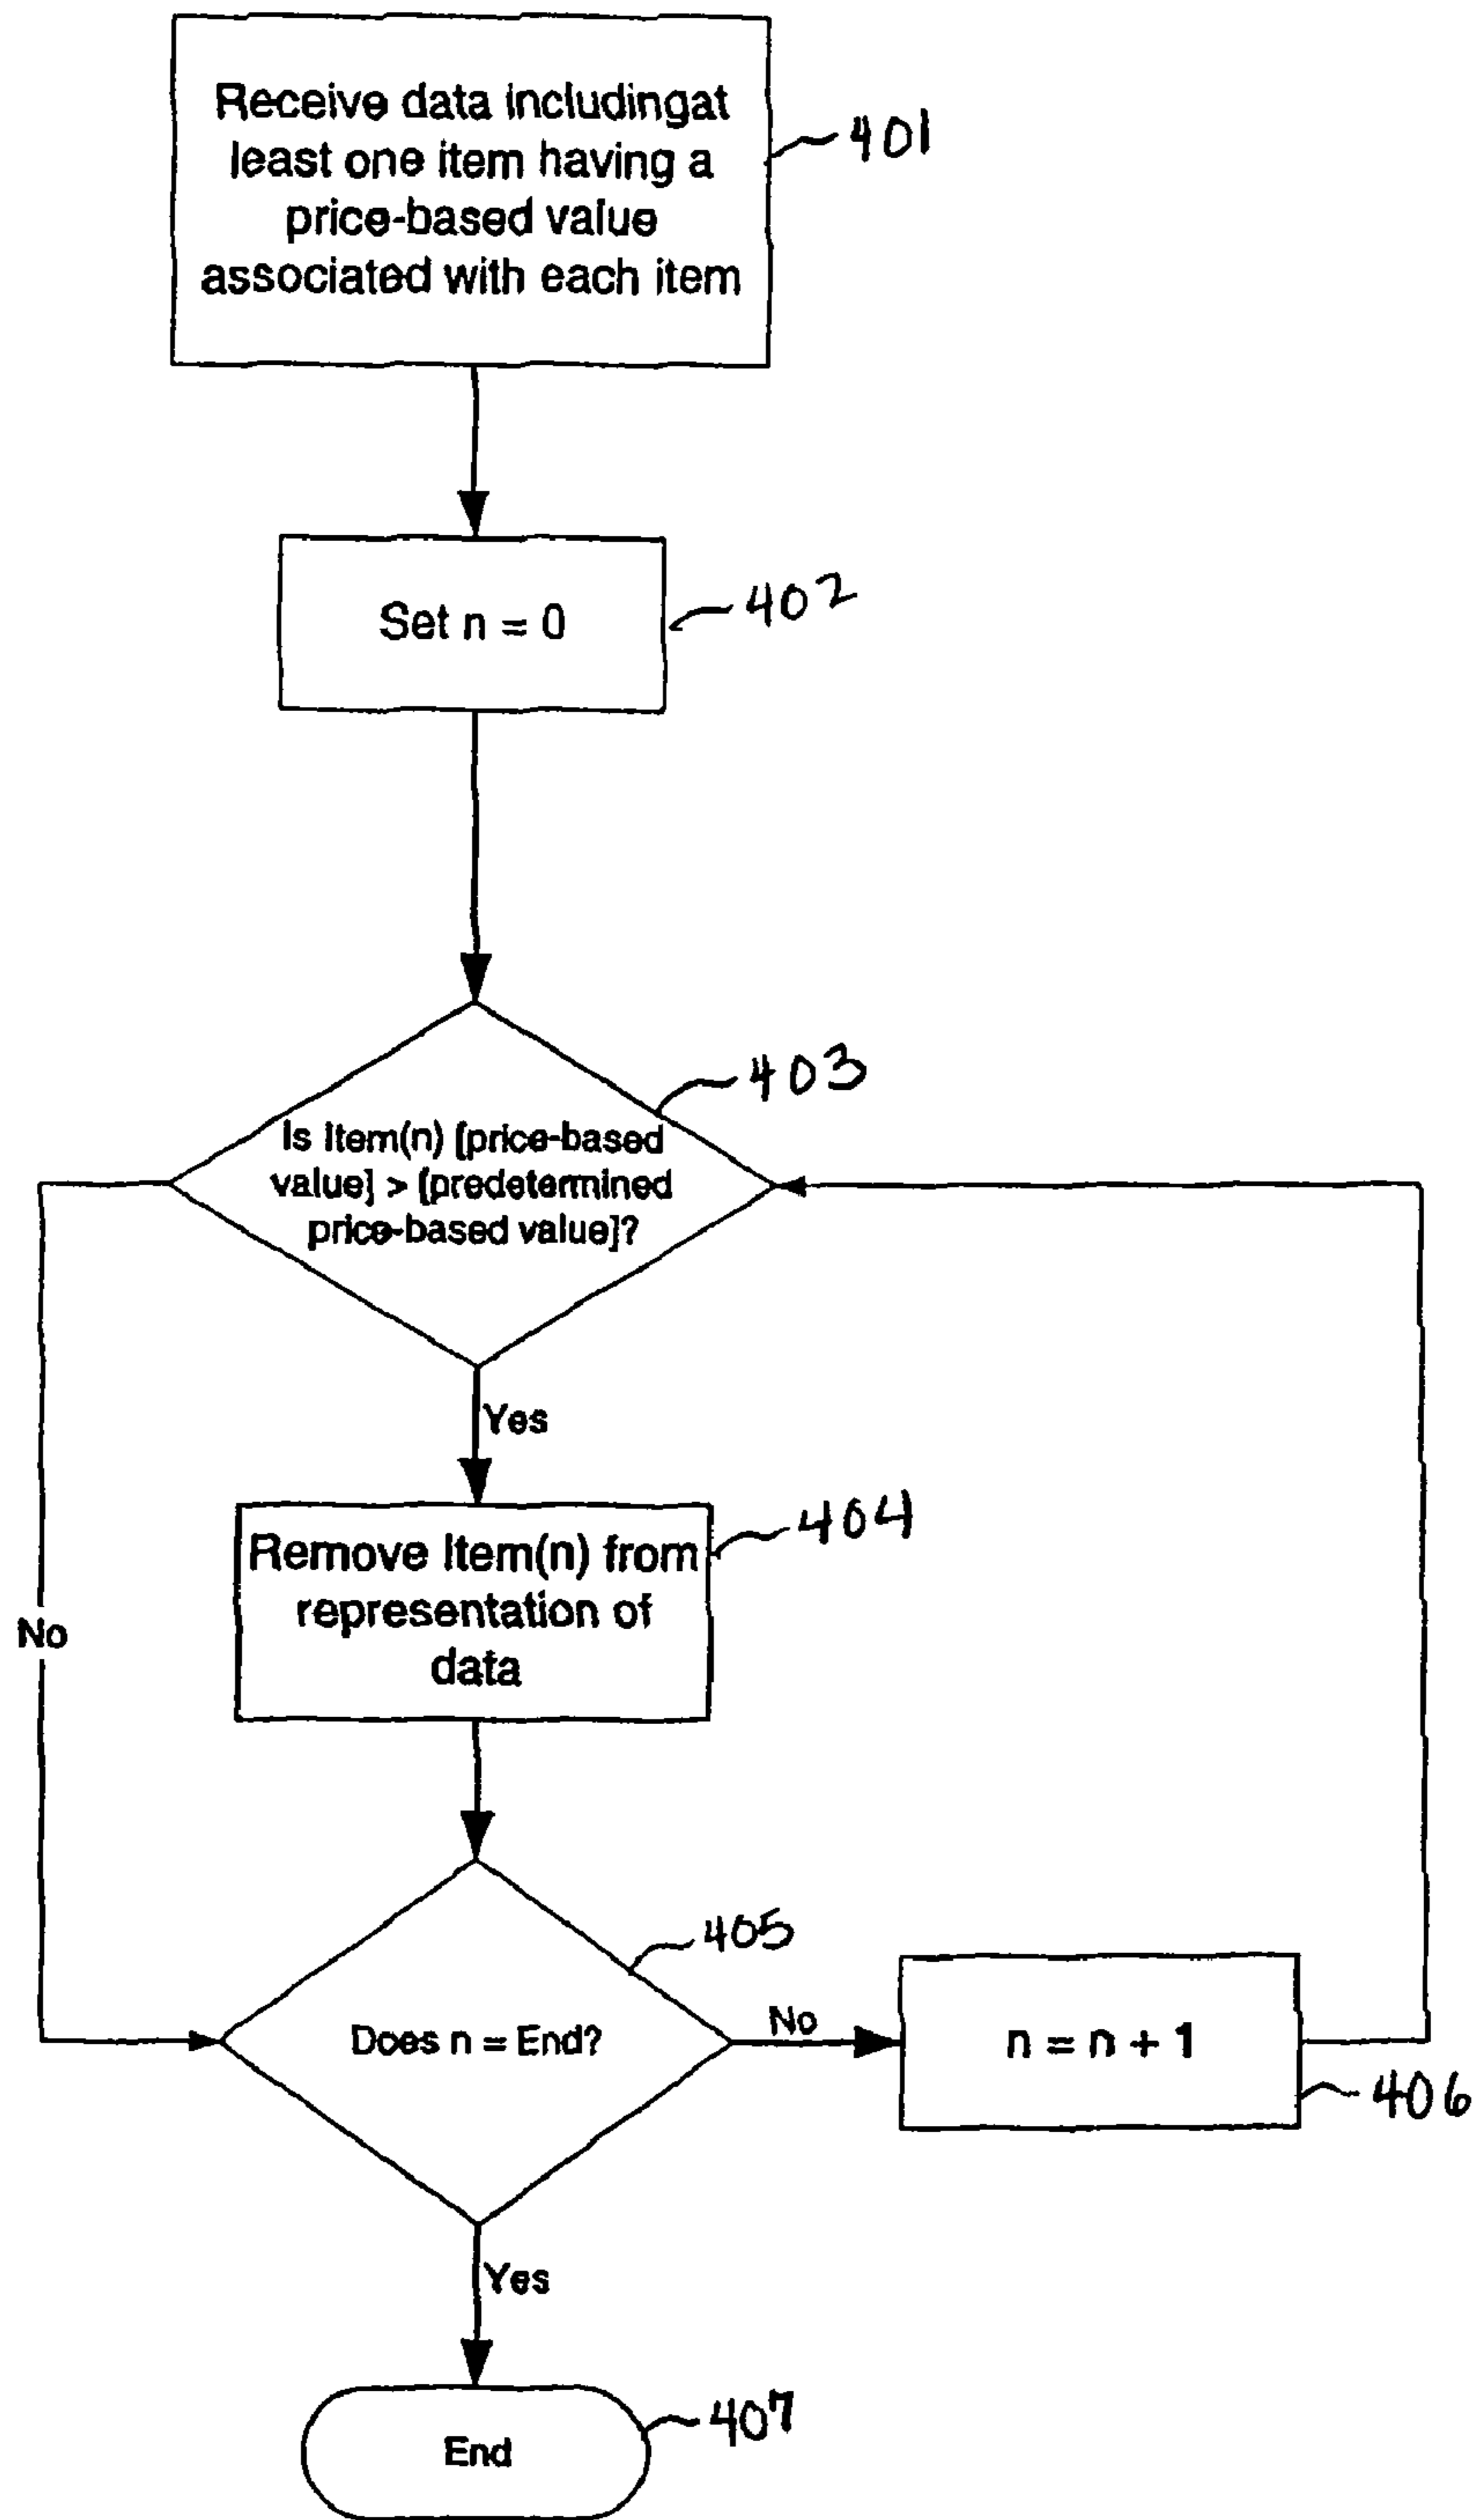 Receive data includingat
least one item having a
price-based value
associated with each item
401
Set n = 0
402
403
Is Item(n) [price-based
value] > [predetermined
price-based value]?
Yes
404
Remove Item(n) from
representation of
data
No
405
Does n = End?
No
n = n + 1
406
Yes
End
407